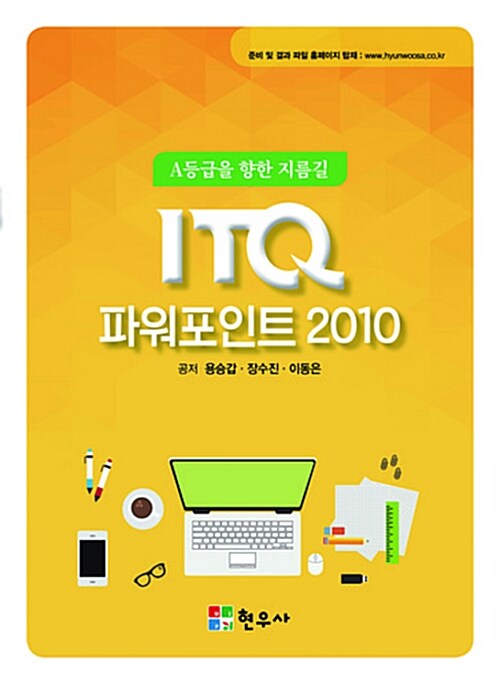 준비 및 결과 파일 홈페이지 탑재 : www.hyunwoosa.co.kr
A등급을 향한 지름길
ITQ
파워포인트 2010
공저 용승갑 · 장수진 · 이동은
현우사